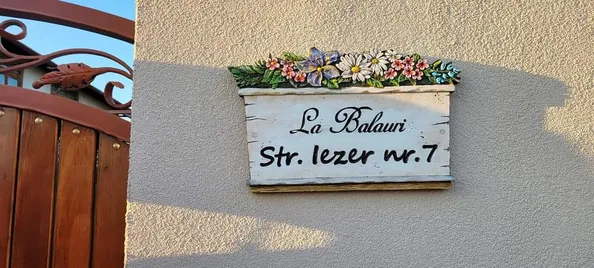 La Balauri
Str. Iezer nr.7